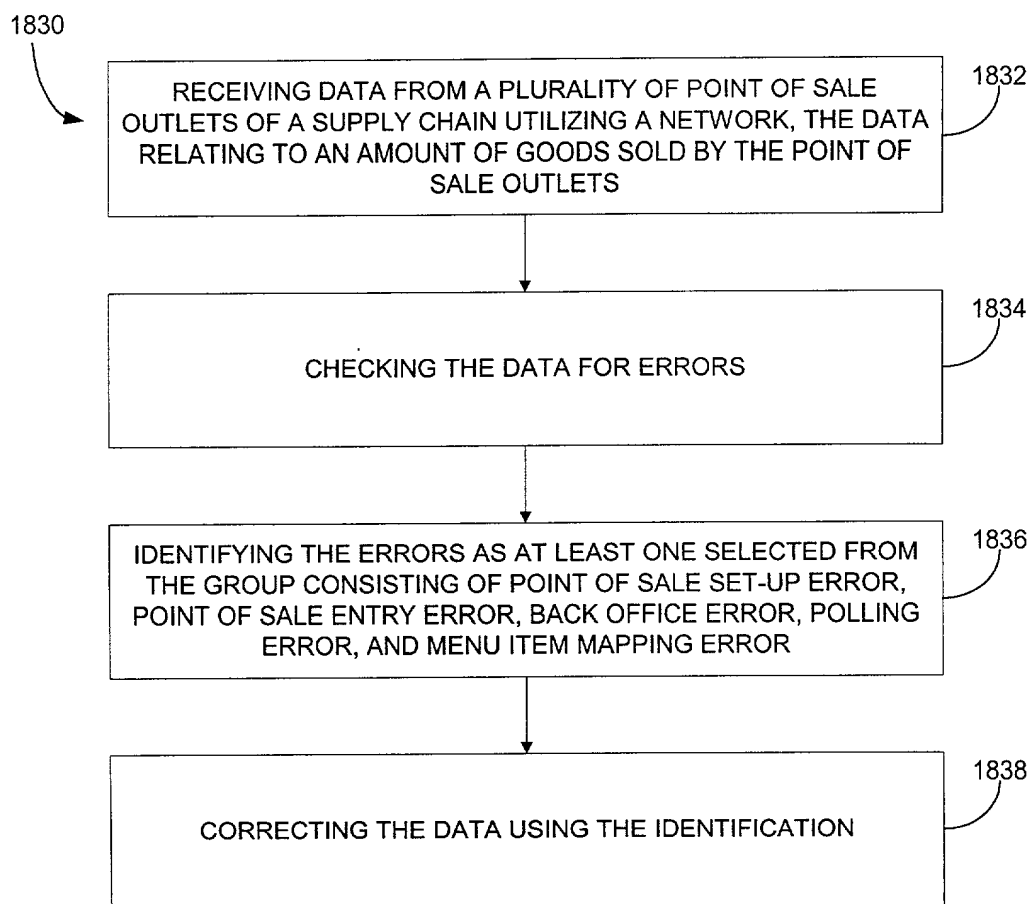 1830
1832
RECEIVING DATA FROM A PLURALITY OF POINT OF SALE
OUTLETS OF A SUPPLY CHAIN UTILIZING A NETWORK, THE DATA
RELATING TO AN AMOUNT OF GOODS SOLD BY THE POINT OF
SALE OUTLETS
1834
CHECKING THE DATA FOR ERRORS
1836
IDENTIFYING THE ERRORS AS AT LEAST ONE SELECTED FROM
THE GROUP CONSISTING OF POINT OF SALE SET-UP ERROR,
POINT OF SALE ENTRY ERROR, BACK OFFICE ERROR, POLLING
ERROR, AND MENU ITEM MAPPING ERROR
1838
CORRECTING THE DATA USING THE IDENTIFICATION